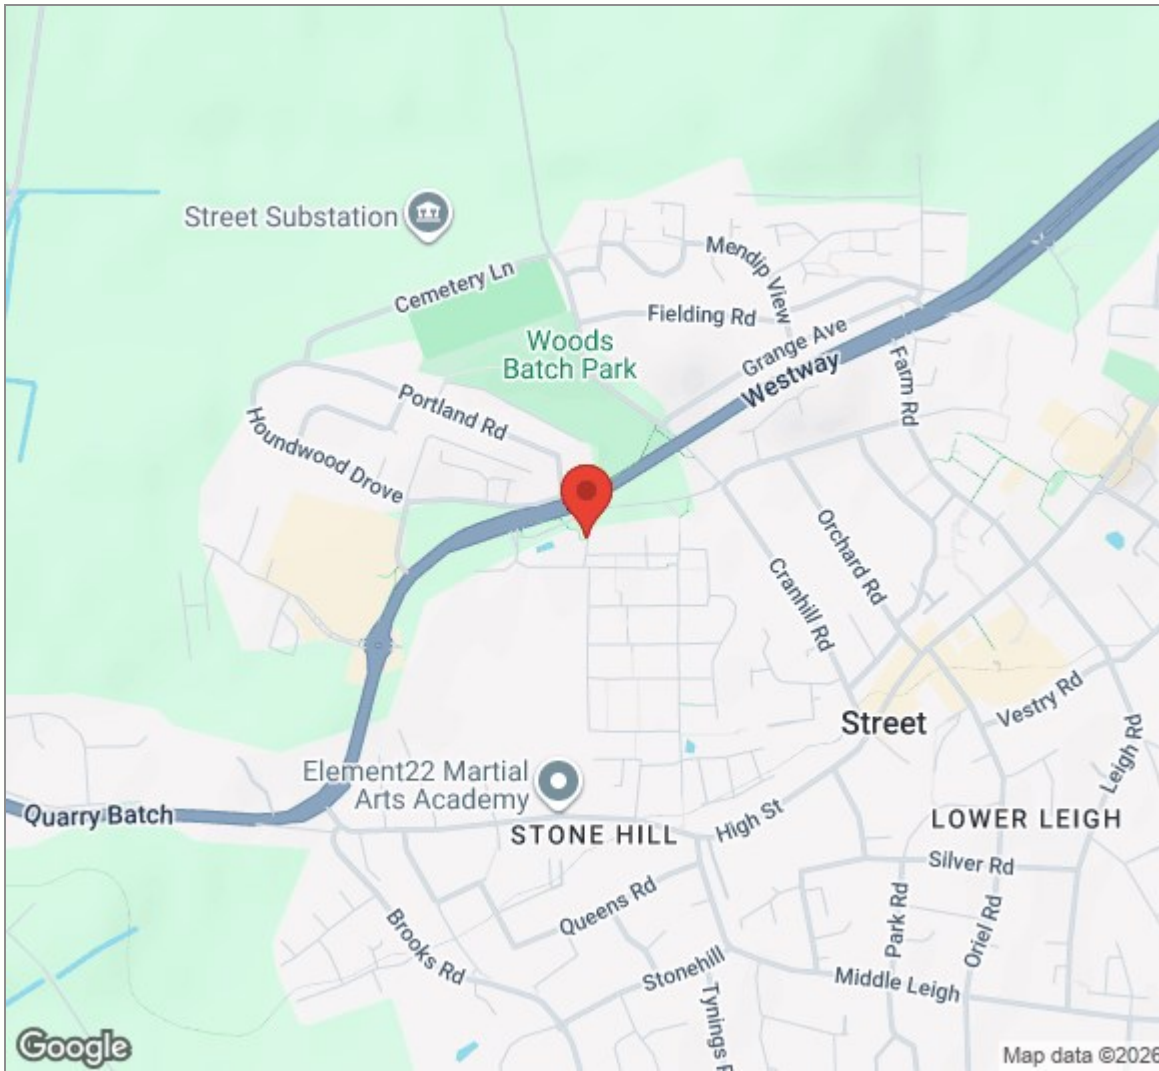 Street Substation
Mendip View
Cemetery Ln
Fielding Rd
Woods
Batch Park
Grange Ave
Westway
Farm Rd
Portland Rd
Houndwood Drove
Orchard Rd
Cranhill Rd
Vestry Rd
Street
Leigh Rd
Element22 Martial
Arts Academy
Quarry Batch
High St
LOWER LEIGH
STONE HILL
Silver Rd
Queens Rd
Park Rd
Oriel Rd
Brooks Rd
Stonehill
Middle Leigh
Tynings R
Google
Map data ©2026